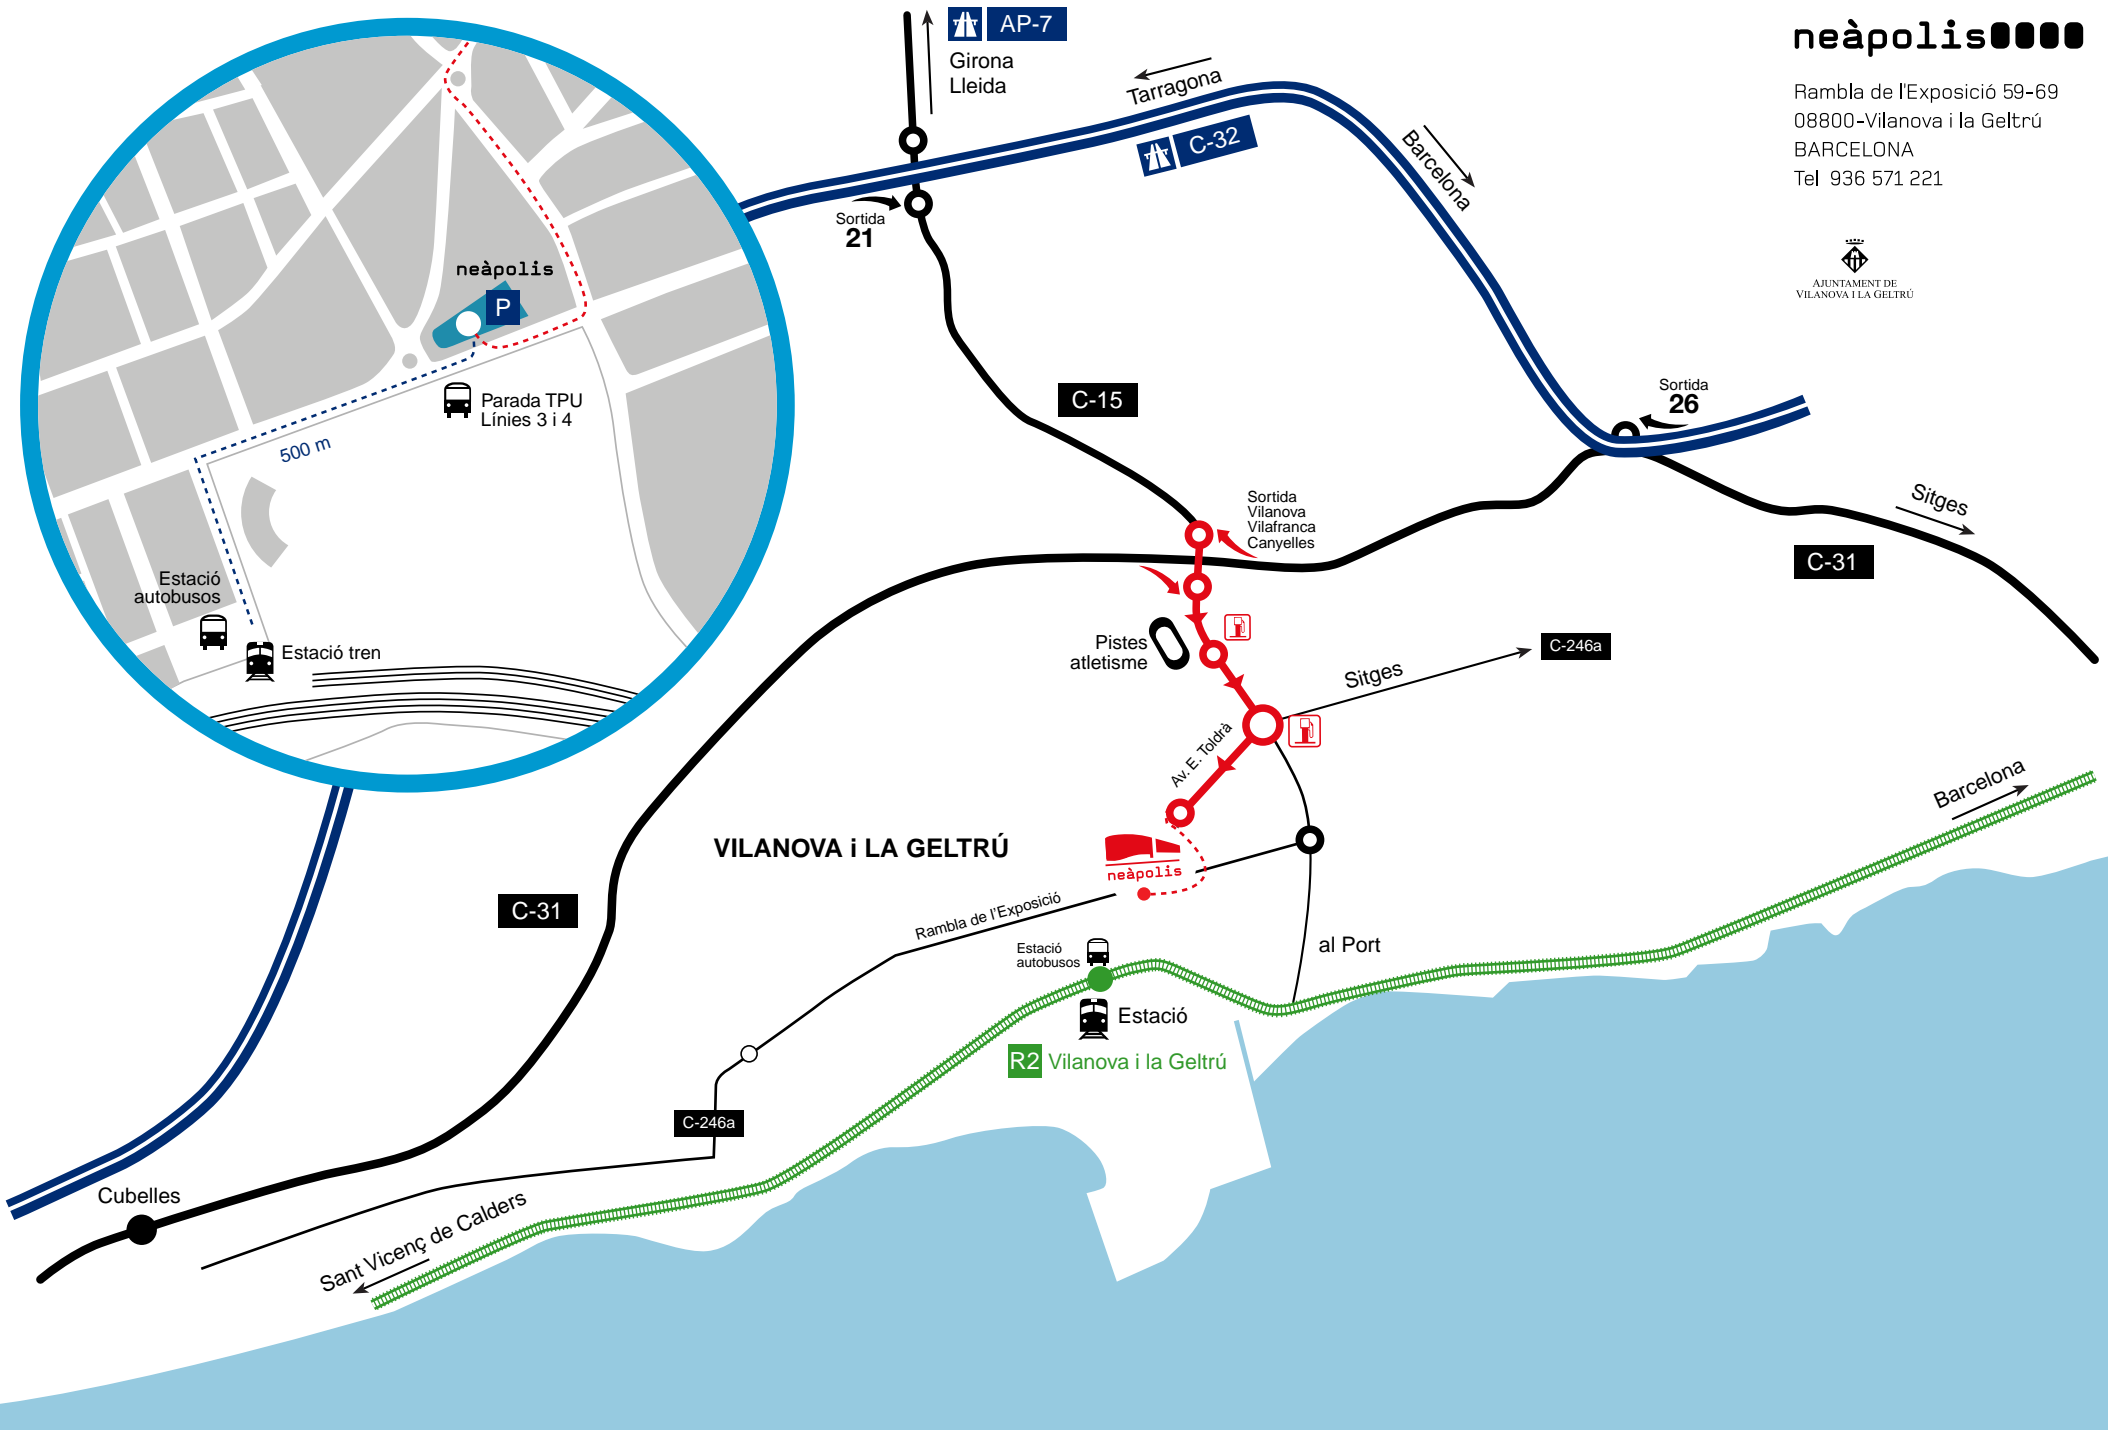 neàpolis
Rambla de l'Exposició 59-69
08800-Vilanova i la Geltrú
BARCELONA
Tel 936 571 221
AJUNTAMENT DE
VILANOVA I LA GELTRÚ
AP-7
Girona
Lleida
Tarragona
C-32
Barcelona
Sortida
21
Sortida
26
C-15
Sitges
C-31
Sortida
Vilanova
Vilafranca
Canyelles
neàpolis
P
Parada TPU
Línies 3 i 4
500 m
Estació
autobusos
Estació tren
Pistes
atletisme
Sitges
C-246a
Av. E. Toldrà
Barcelona
VILANOVA i LA GELTRÚ
neàpolis
C-31
Rambla de l'Exposició
Estació
autobusos
al Port
Estació
R2 Vilanova i la Geltrú
C-246a
Cubelles
Sant Vicenç de Calders